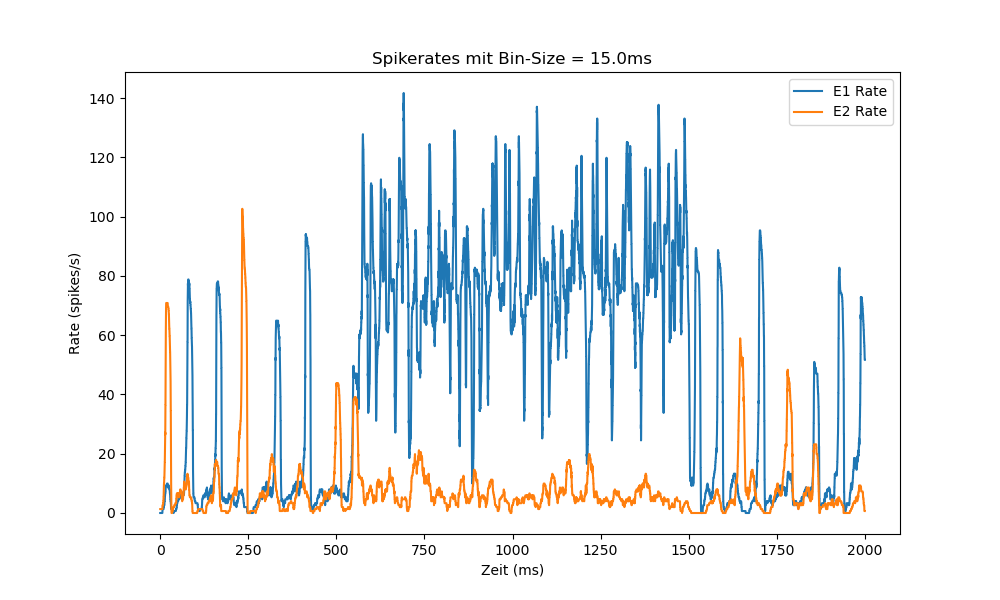 Spikerates mit Bin-Size = 15.0ms
E1 Rate
E2 Rate
140
120
100
80
60
40
20
0
Rate (spikes/s)
0 250 500 750 1000 1250 1500 1750 2000
Zeit (ms)